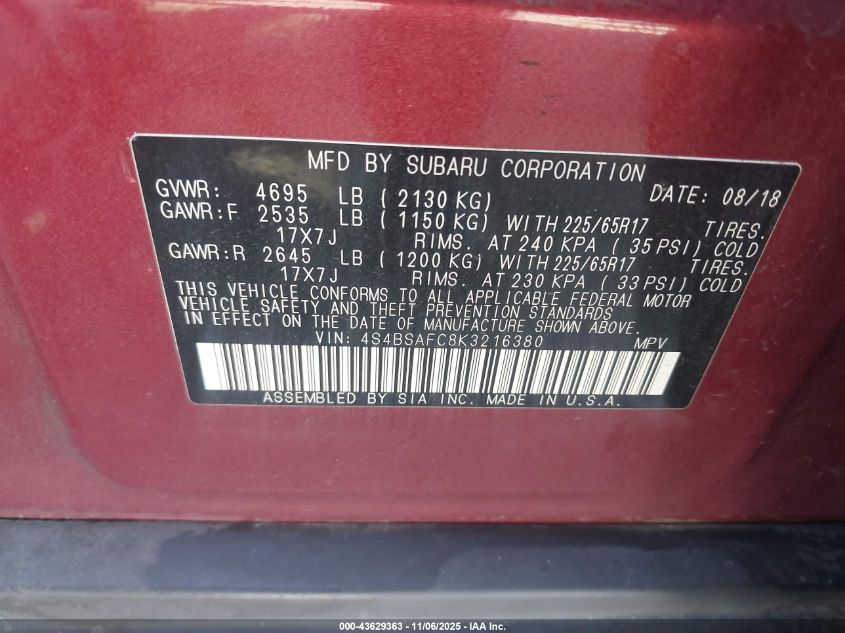 MFD BY SUBARU CORPORATION
GVWR: 4695 LB ( 2130 KG) DATE: 08/18
GAWR:F 2535 LB ( 1150 KG) WITH 225/65R17 TIRES.
17X7J RIMS. AT 240 KPA ( 35 PSI) COLD
GAWR:R 2645 LB ( 1200 KG) WITH 225/65R17 TIRES.
17X7J RIMS. AT 230 KPA ( 33 PSI) COLD
THIS VEHICLE CONFORMS TO ALL APPLICABLE FEDERAL MOTOR
VEHICLE SAFETY AND THEFT PREVENTION STANDARDS
IN EFFECT ON THE DATE OF MANUFACTURE SHOWN ABOVE.
VIN: 4S4BSAFC8K3216380 MPV
ASSEMBLED BY SIA INC. MADE IN U.S.A.
000-43629363 - 11/06/2025 - IAA Inc.